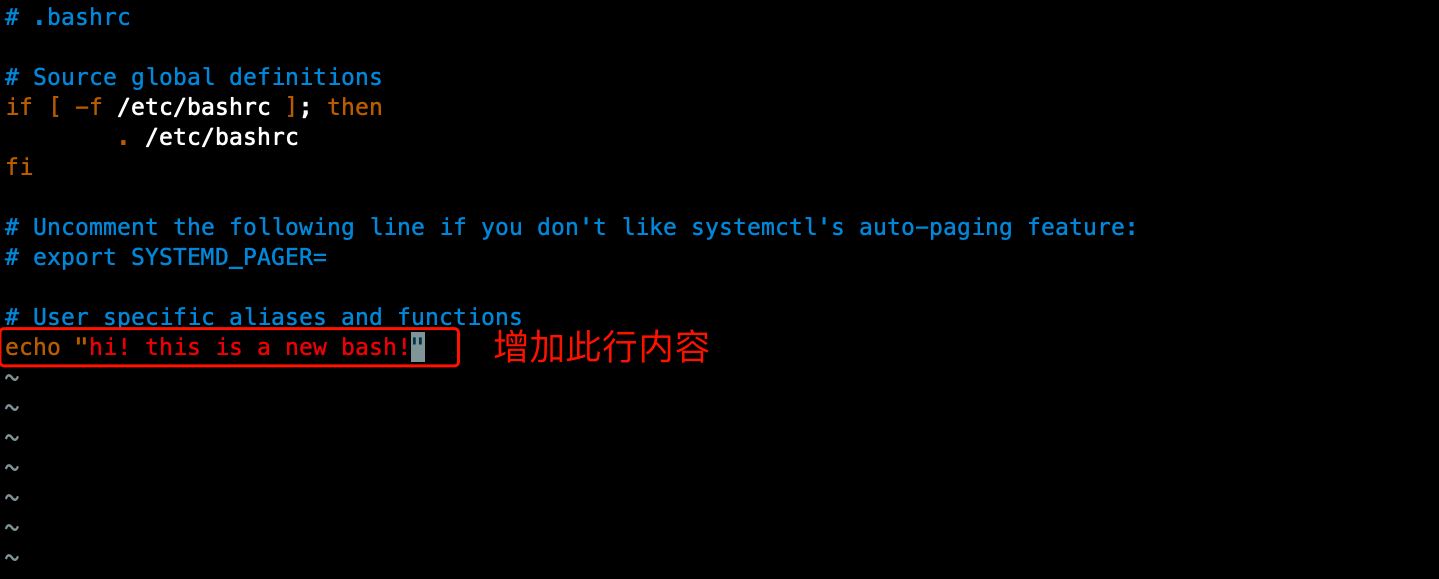 # .bashrc
# Source global definitions
if [ -f /etc/bashrc ]; then
        . /etc/bashrc
fi
# Uncomment the following line if you don't like systemctl's auto-paging feature:
# export SYSTEMD_PAGER=
# User specific aliases and functions
echo "hi! this is a new bash!" 增加此行内容
~
~
~
~
~
~
~